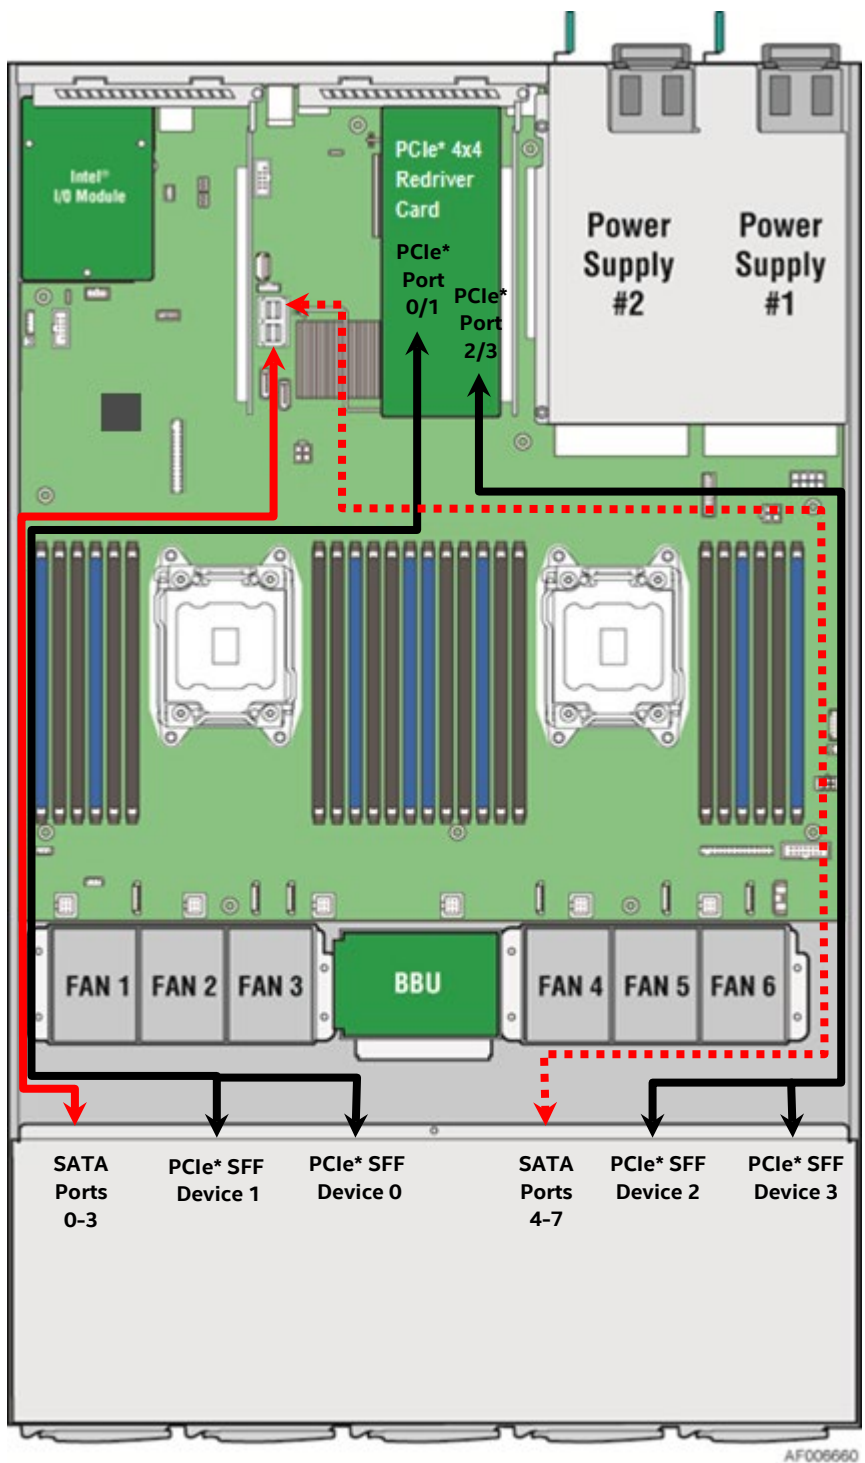 Intel®
I/O Module
PCIe* 4x4
Redriver
Card
PCIe*
Port
0/1
PCIe*
Port
2/3
Power
Supply
#2
Power
Supply
#1
FAN 1
FAN 2
FAN 3
BBU
FAN 4
FAN 5
FAN 6
SATA
Ports
0-3
PCIe* SFF
Device 1
PCIe* SFF
Device 0
SATA
Ports
4-7
PCIe* SFF
Device 2
PCIe* SFF
Device 3
AF006660